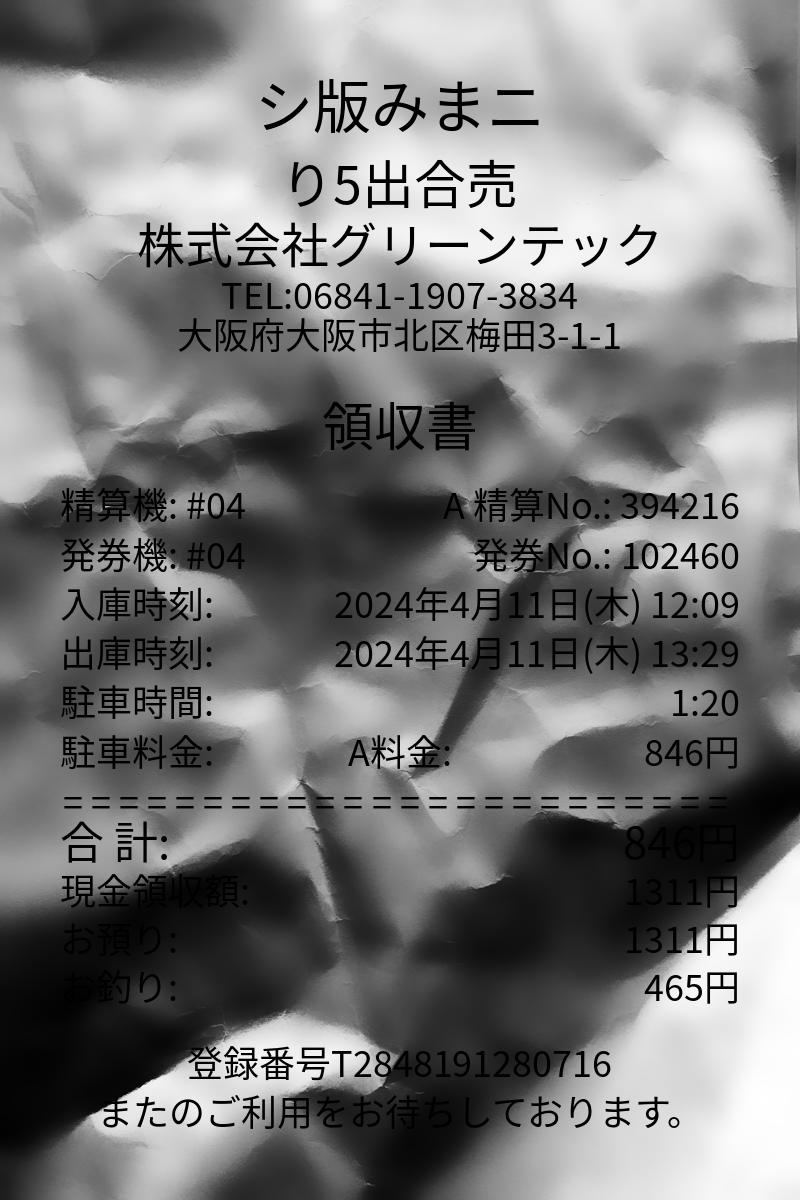 シ版みまニ
り5出合売
株式会社グリーンテック
TEL:06841-1907-3834
大阪府大阪市北区梅田3-1-1
領収書
精算機: #04 A 精算No.: 394216
発券機: #04 発券No.: 102460
入庫時刻: 2024年4月11日(木) 12:09
出庫時刻: 2024年4月11日(木) 13:29
駐車時間: 1:20
駐車料金: A料金: 846円
========================
合 計: 846円
現金領収額: 1311円
お預り: 1311円
お釣り: 465円
登録番号T2848191280716
またのご利用をお待ちしております。